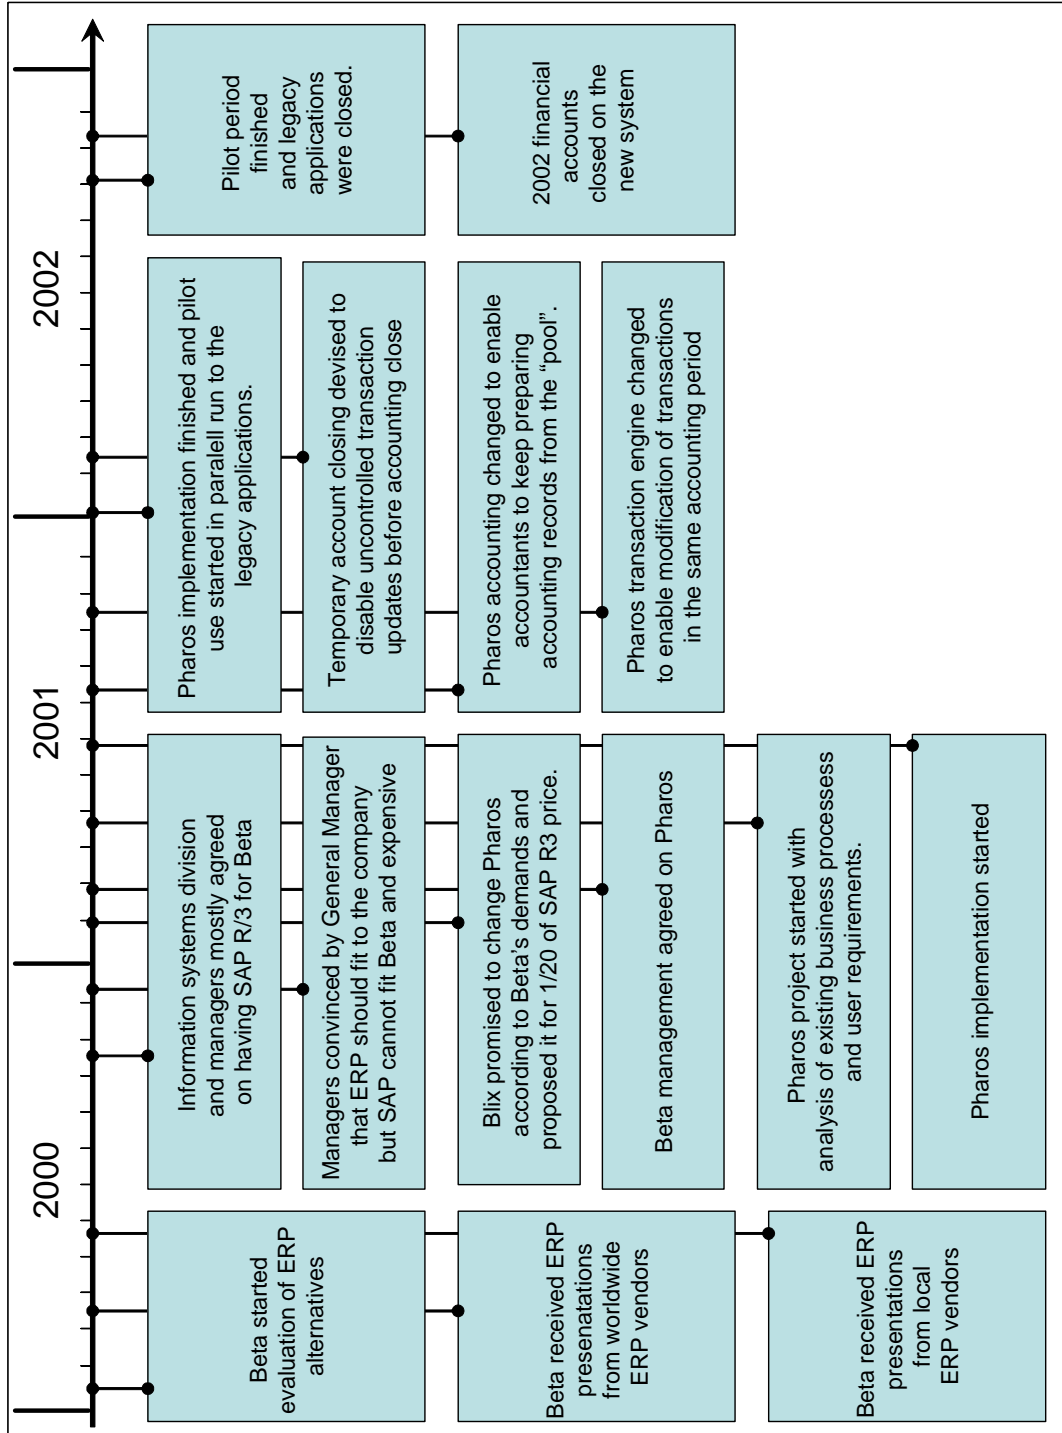 2000
2001
2002
Beta started
evaluation of ERP
alternatives
Beta received ERP
presenatations
from worldwide
ERP vendors
Beta received ERP
presentations
from local
ERP vendors
Information systems division
and managers mostly agreed
on having SAP R/3 for Beta
Managers convinced by General Manager
that ERP should fit to the company
but SAP cannot fit Beta and expensive
Blix promised to change Pharos
according to Beta's demands and
proposed it for 1/20 of SAP R3 price.
Beta management agreed on Pharos
Pharos project started with
analysis of existing business processess
and user requirements.
Pharos implementation started
Pharos implementation finished and pilot
use started in paralell run to the
legacy applications.
Temporary account closing devised to
disable uncontrolled transaction
updates before accounting close
Pharos accounting changed to enable
accountants to keep preparing
accounting records from the “pool”.
Pharos transaction engine changed
to enable modification of transactions
in the same accounting period
Pilot period
finished
and legacy
applications
were closed.
2002 financial
accounts
closed on the
new system